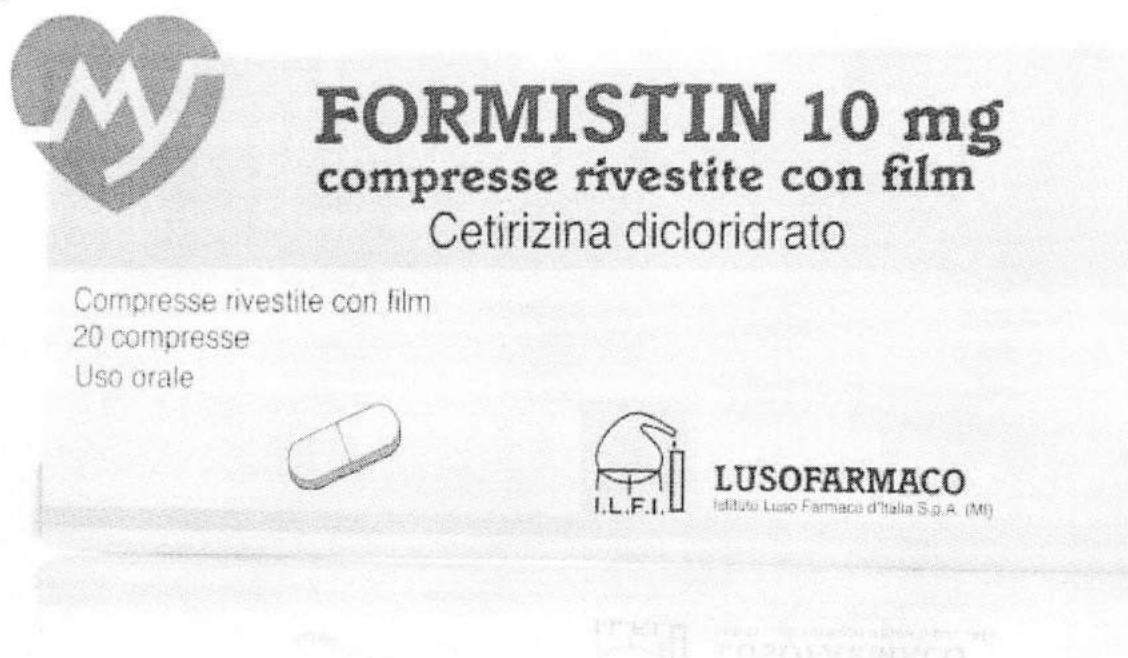 My
FORMISTIN 10 mg
compresse rivestite con film
Cetirizina dicloridrato
Compresse rivestite con film
20 compresse
Uso orale
I.L.F.I.
LUSOFARMACO
Istituto Luso Farmaco d'Italia S.p.A. (MI)